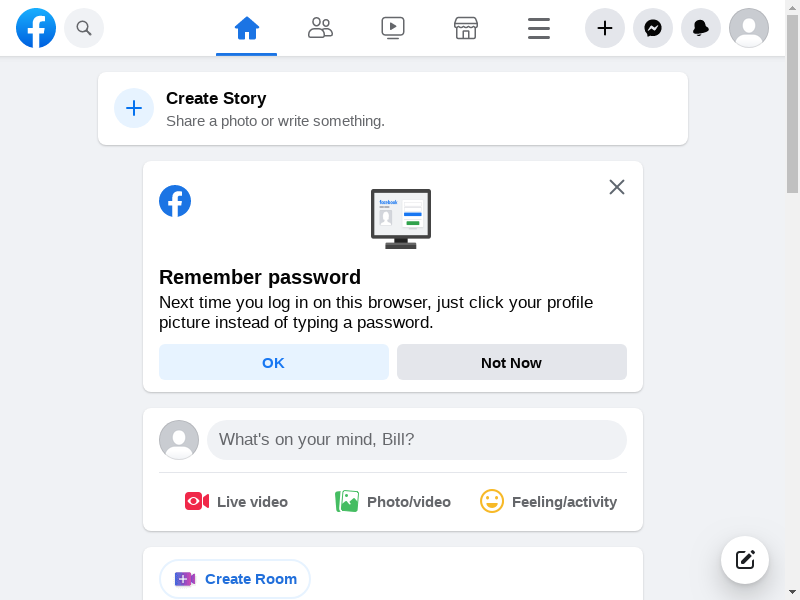 Create Story
Share a photo or write something.
facebook
Remember password
Next time you log in on this browser, just click your profile
picture instead of typing a password.
OK
Not Now
What's on your mind, Bill?
Live video
Photo/video
Feeling/activity
Create Room